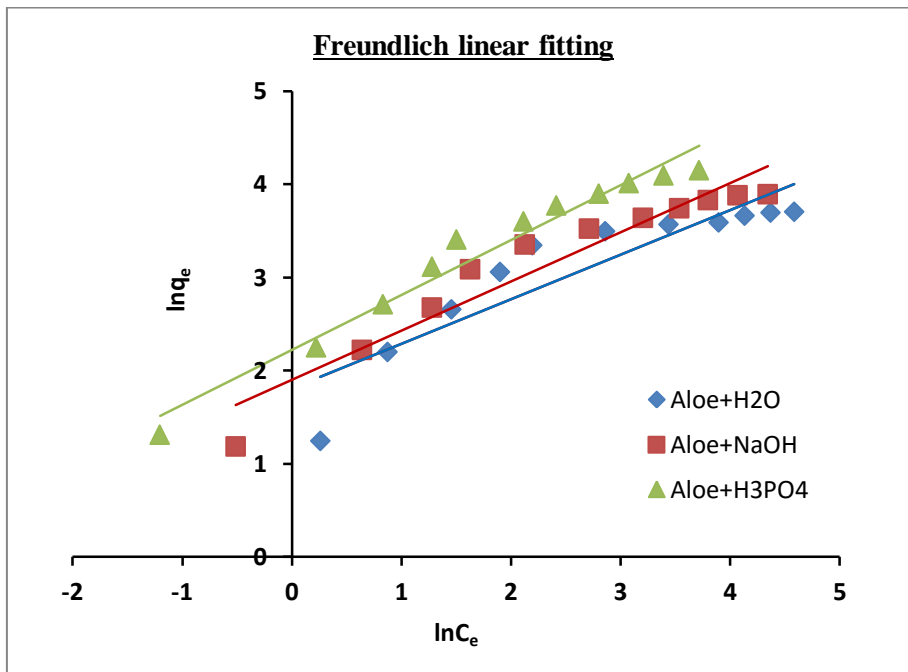 Freundlich linear fitting
5
4
3
2
1
0
lnqₑ
-2 -1 0 1 2 3 4 5
lnCₑ
Aloe+H2O
Aloe+NaOH
Aloe+H3PO4